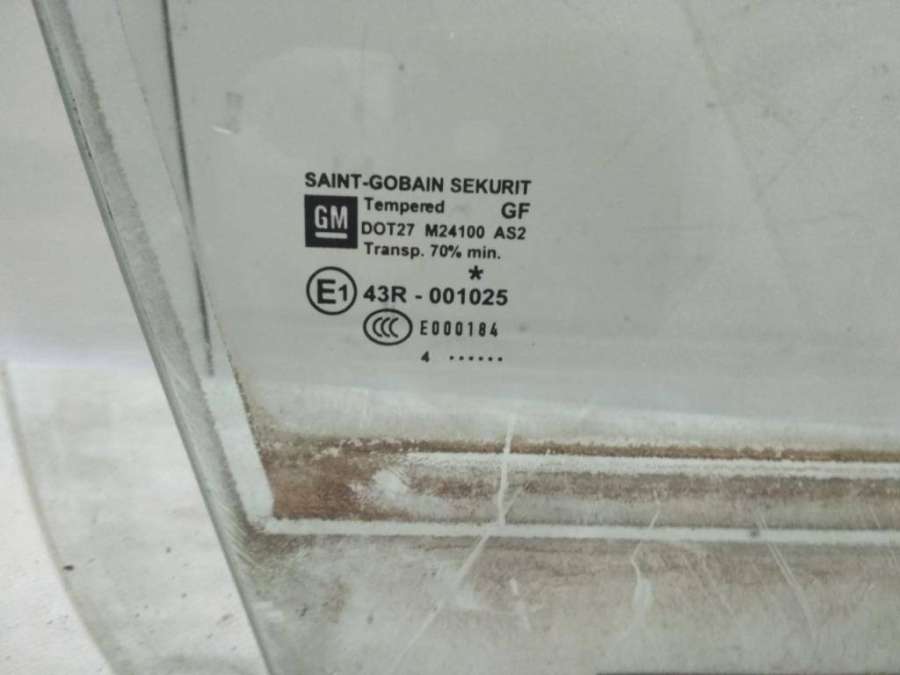 SAINT-GOBAIN SEKURIT
GM Tempered GF
DOT27 M24100 AS2
Transp. 70% min.
*
E1 43R - 001025
CCC E000184
4 ······